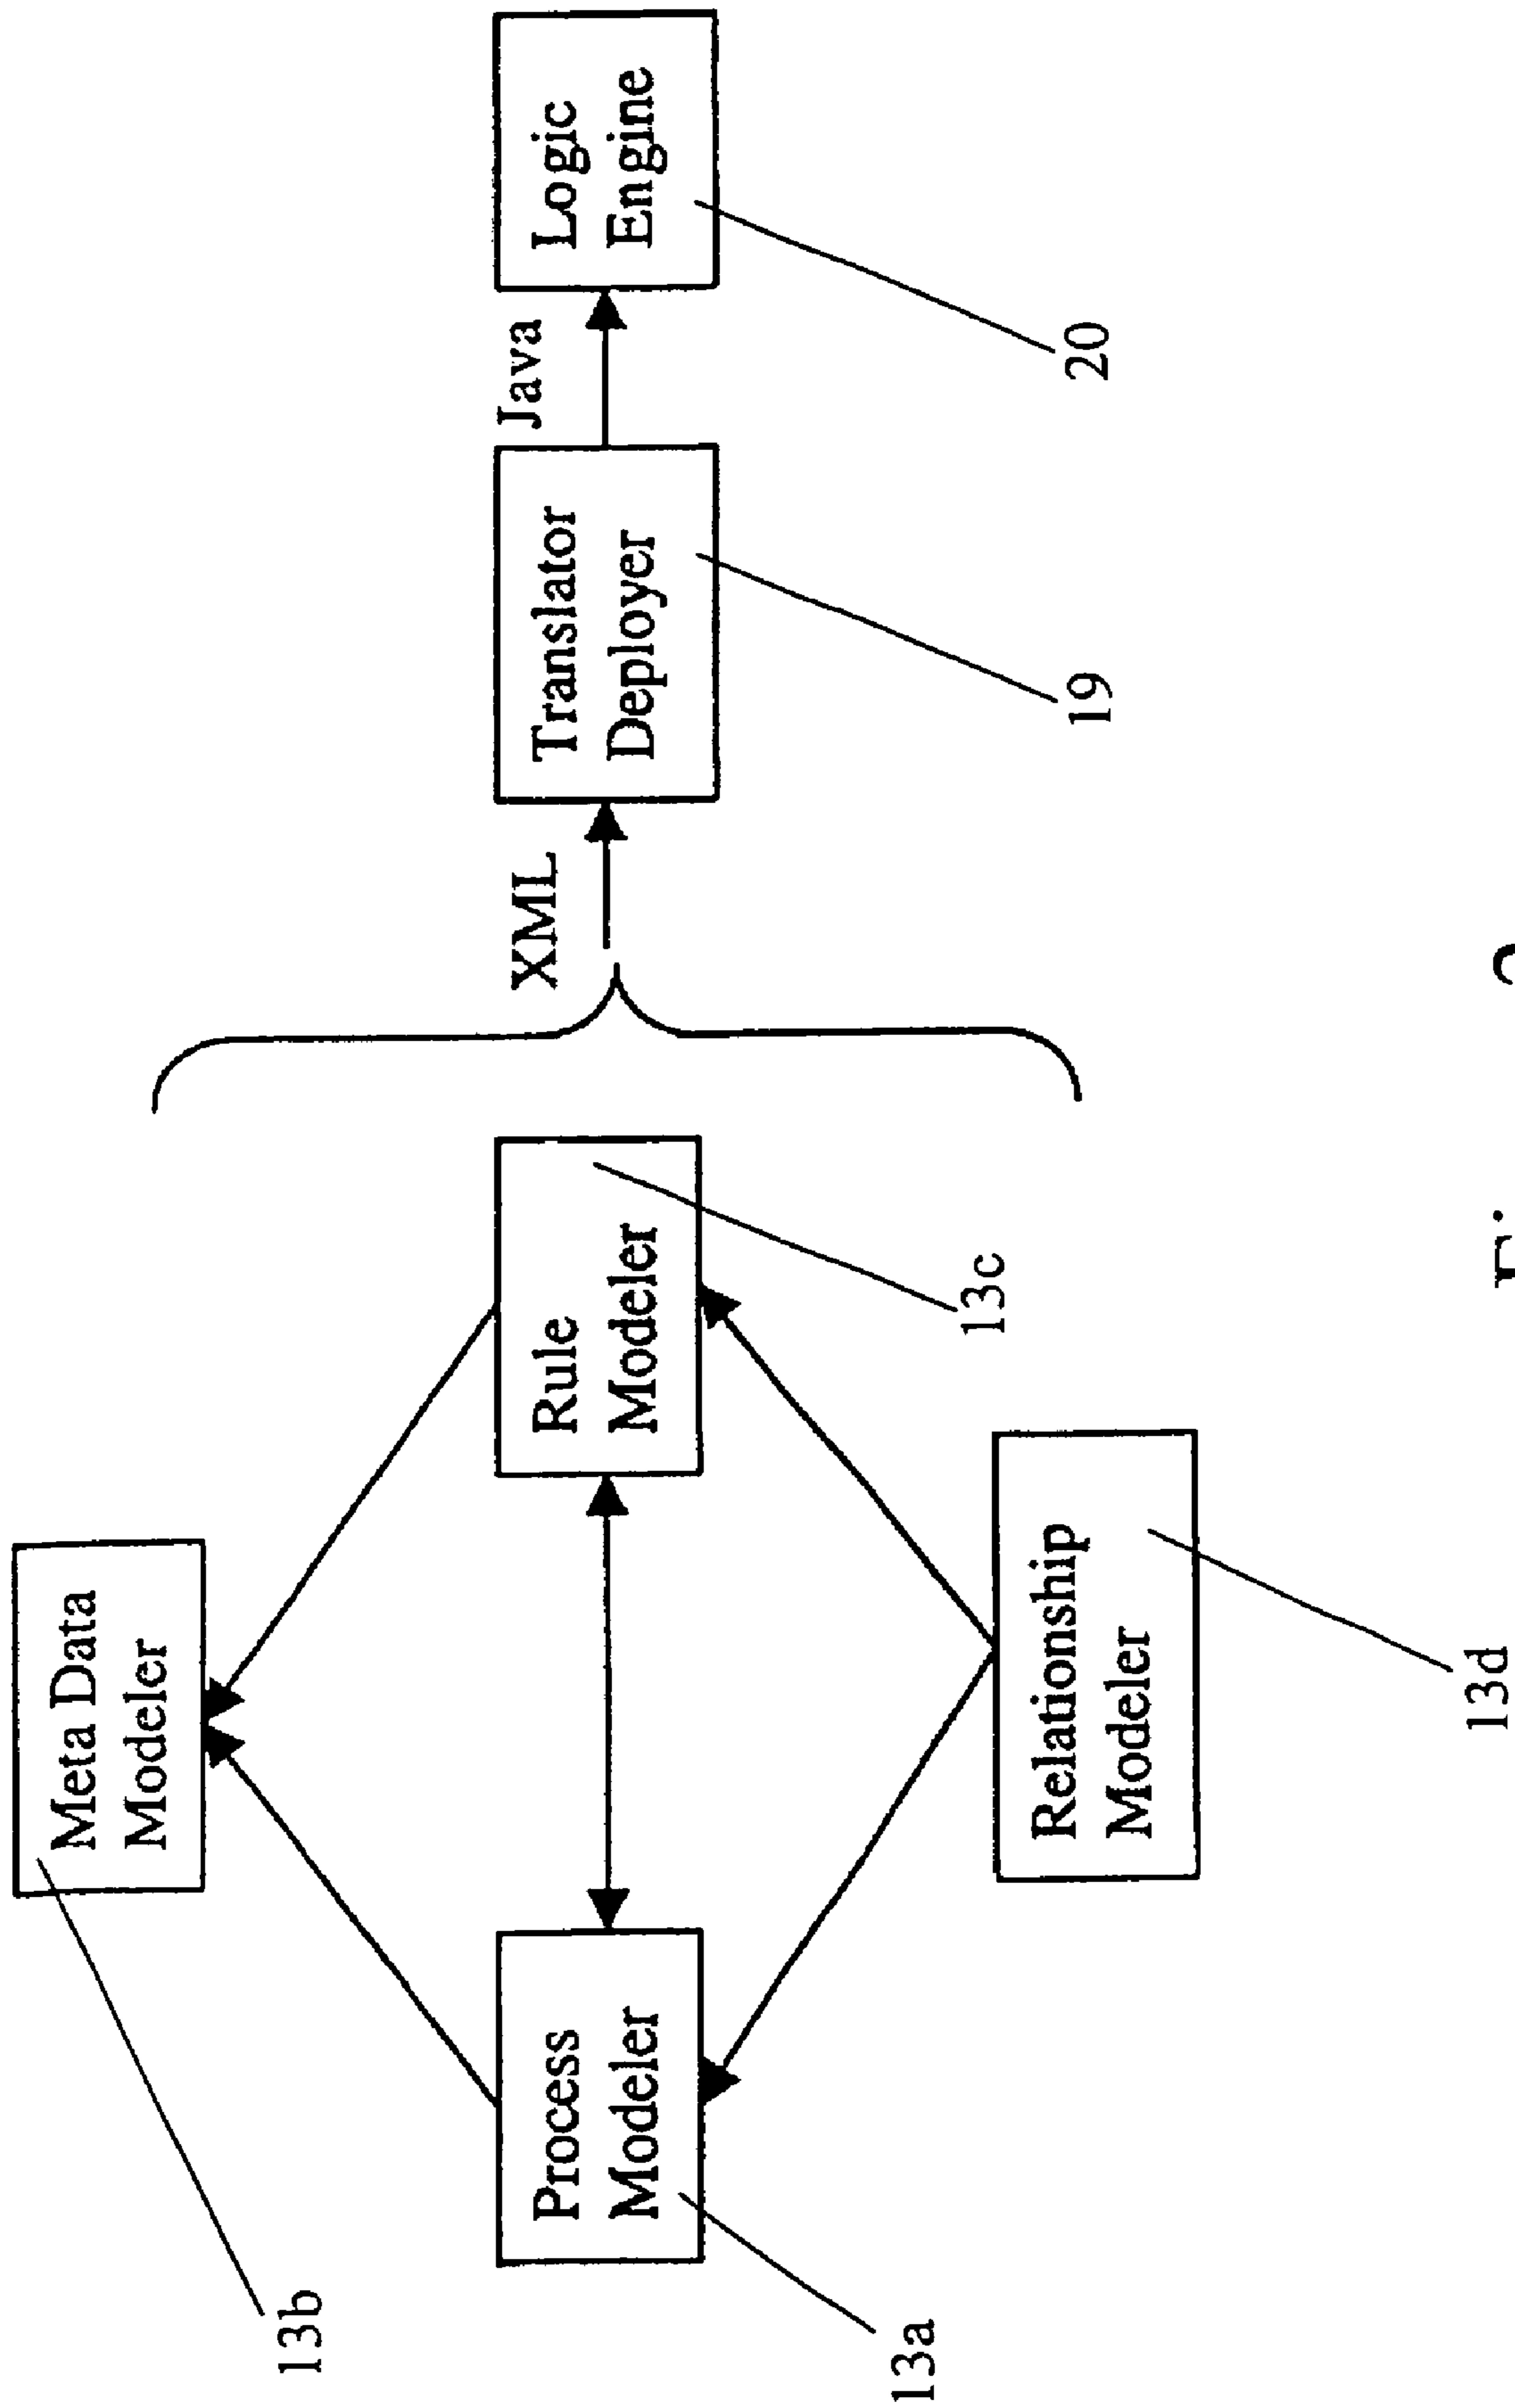 13b
Meta Data
Modeler
13a
Process
Modeler
Rule
Modeler
13c
Relationship
Modeler
13d
XML
Translator
Deployer
19
Java
Logic
Engine
20